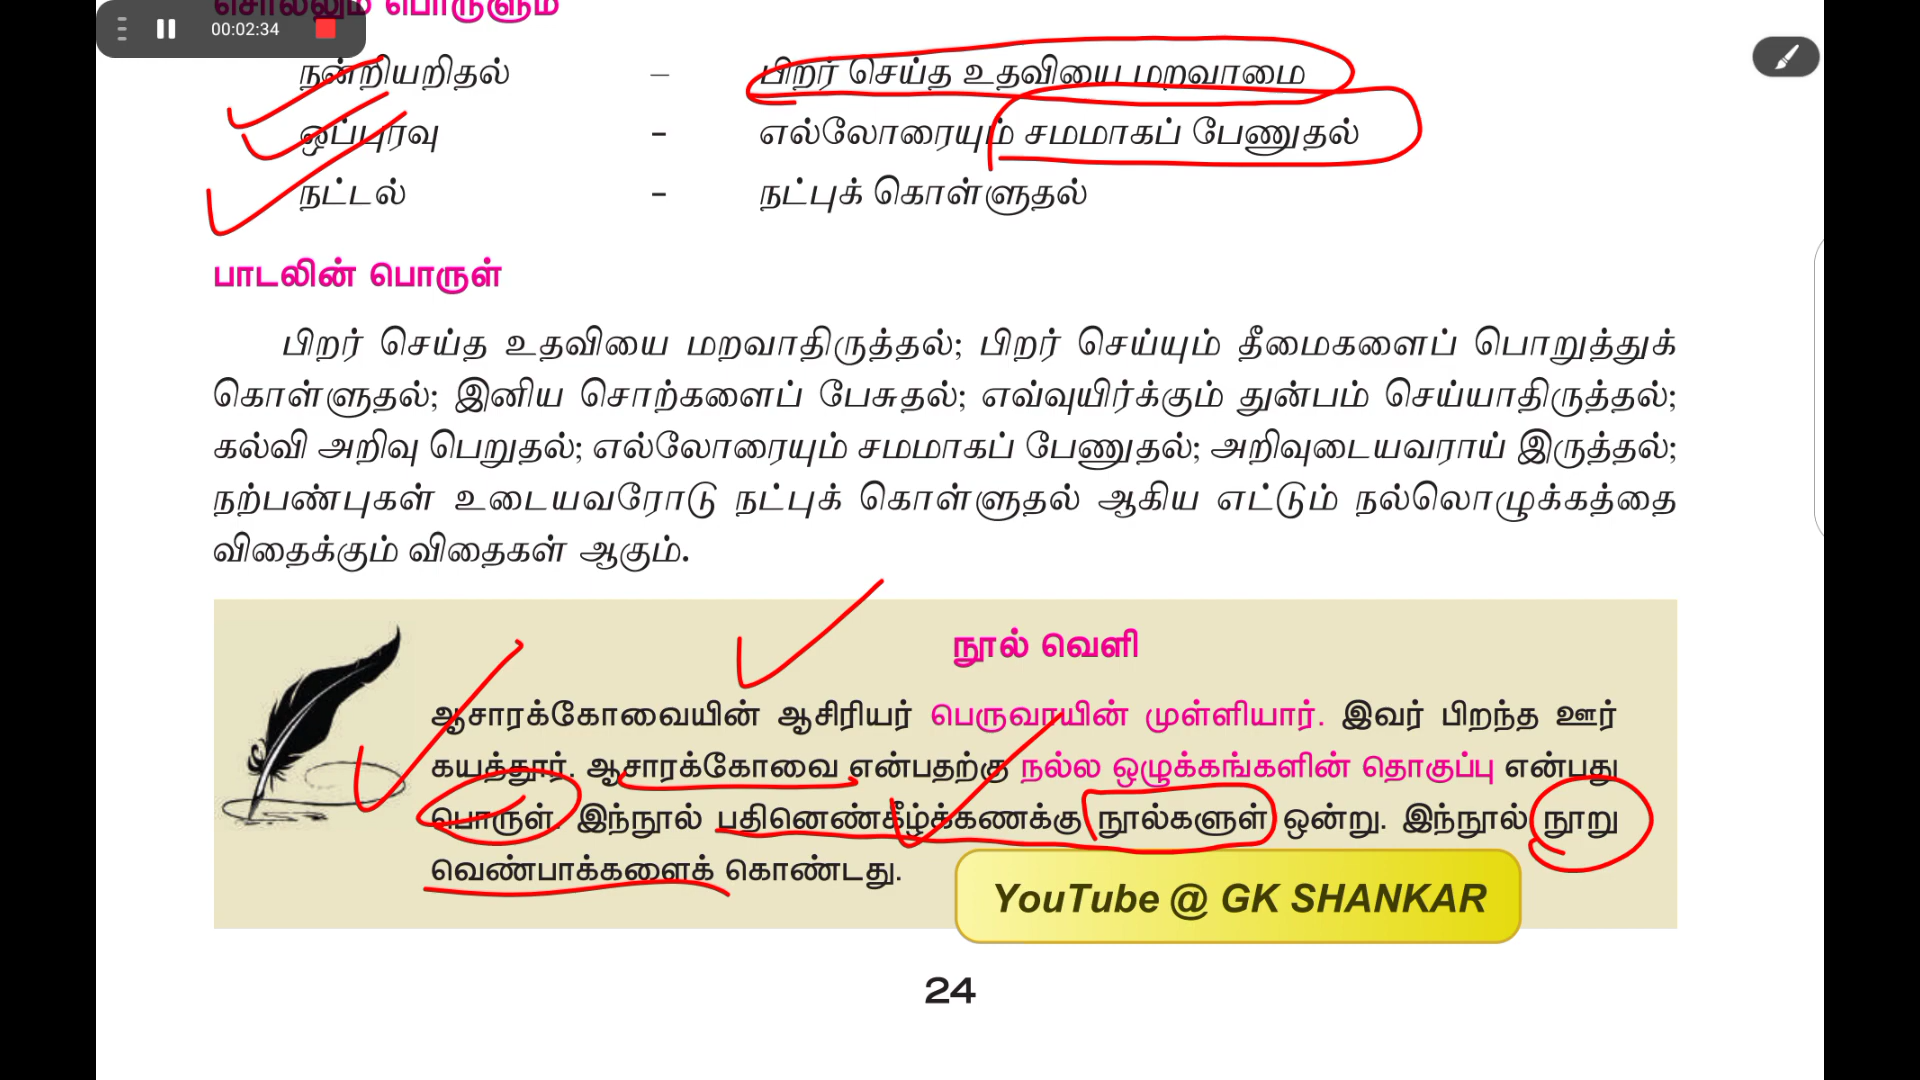 சொல்லும் பொருளும்
00:02:34
நன்றியறிதல் – பிறர் செய்த உதவியை மறவாமை
ஒப்புரவு - எல்லோரையும் சமமாகப் பேணுதல்
நட்டல் - நட்புக் கொள்ளுதல்
பாடலின் பொருள்
பிறர் செய்த உதவியை மறவாதிருத்தல்; பிறர் செய்யும் தீமைகளைப் பொறுத்துக்
கொள்ளுதல்; இனிய சொற்களைப் பேசுதல்; எவ்வுயிர்க்கும் துன்பம் செய்யாதிருத்தல்;
கல்வி அறிவு பெறுதல்; எல்லோரையும் சமமாகப் பேணுதல்; அறிவுடையவராய் இருத்தல்;
நற்பண்புகள் உடையவரோடு நட்புக் கொள்ளுதல் ஆகிய எட்டும் நல்லொழுக்கத்தை
விதைக்கும் விதைகள் ஆகும்.
நூல் வெளி
ஆசாரக்கோவையின் ஆசிரியர் பெருவாயின் முள்ளியார். இவர் பிறந்த ஊர்
கயத்தூர். ஆசாரக்கோவை என்பதற்கு நல்ல ஒழுக்கங்களின் தொகுப்பு என்பது
பொருள். இந்நூல் பதினெண்கீழ்க்கணக்கு நூல்களுள் ஒன்று. இந்நூல் நூறு
வெண்பாக்களைக் கொண்டது.
YouTube @ GK SHANKAR
24